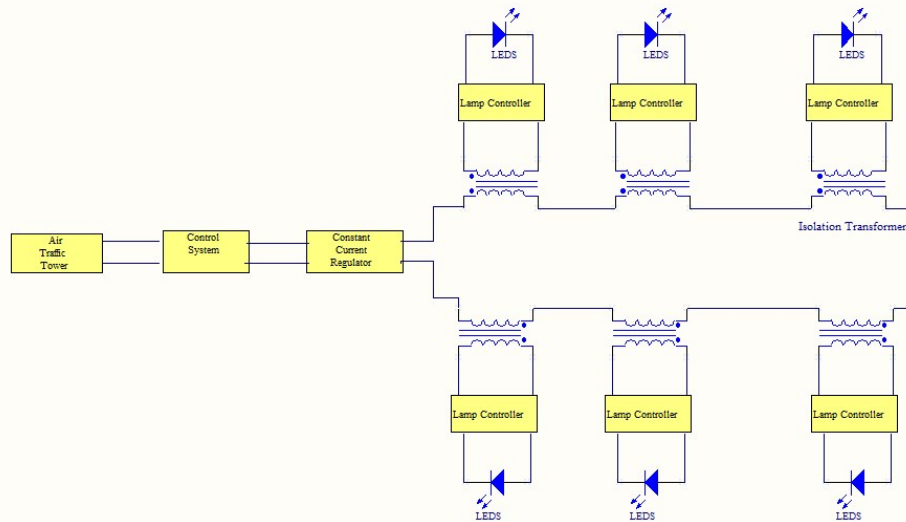 LEDS
LEDS
LEDS
Lamp Controller
Lamp Controller
Lamp Controller
Isolation Transformer
Air
Traffic
Tower
Control
System
Constant
Current
Regulator
Lamp Controller
Lamp Controller
Lamp Controller
LEDS
LEDS
LEDS